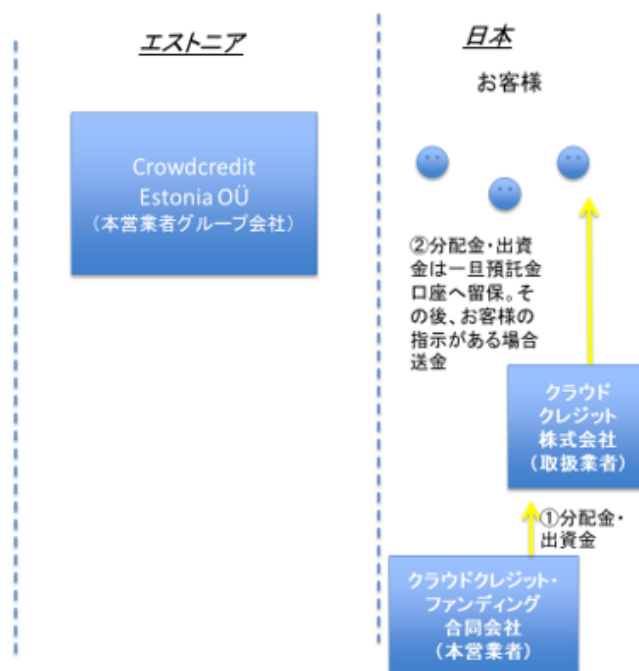 エストニア
Crowdcredit
Estonia OÜ
（本営業者グループ会社）
日本
お客様
②分配金・出資
金は一旦預託金
口座へ留保。そ
の後、お客様の
指示がある場合
送金
クラウド
クレジット
株式会社
（取扱業者）
①分配金・
出資金
クラウドクレジット・
ファンディング
合同会社
（本営業者）